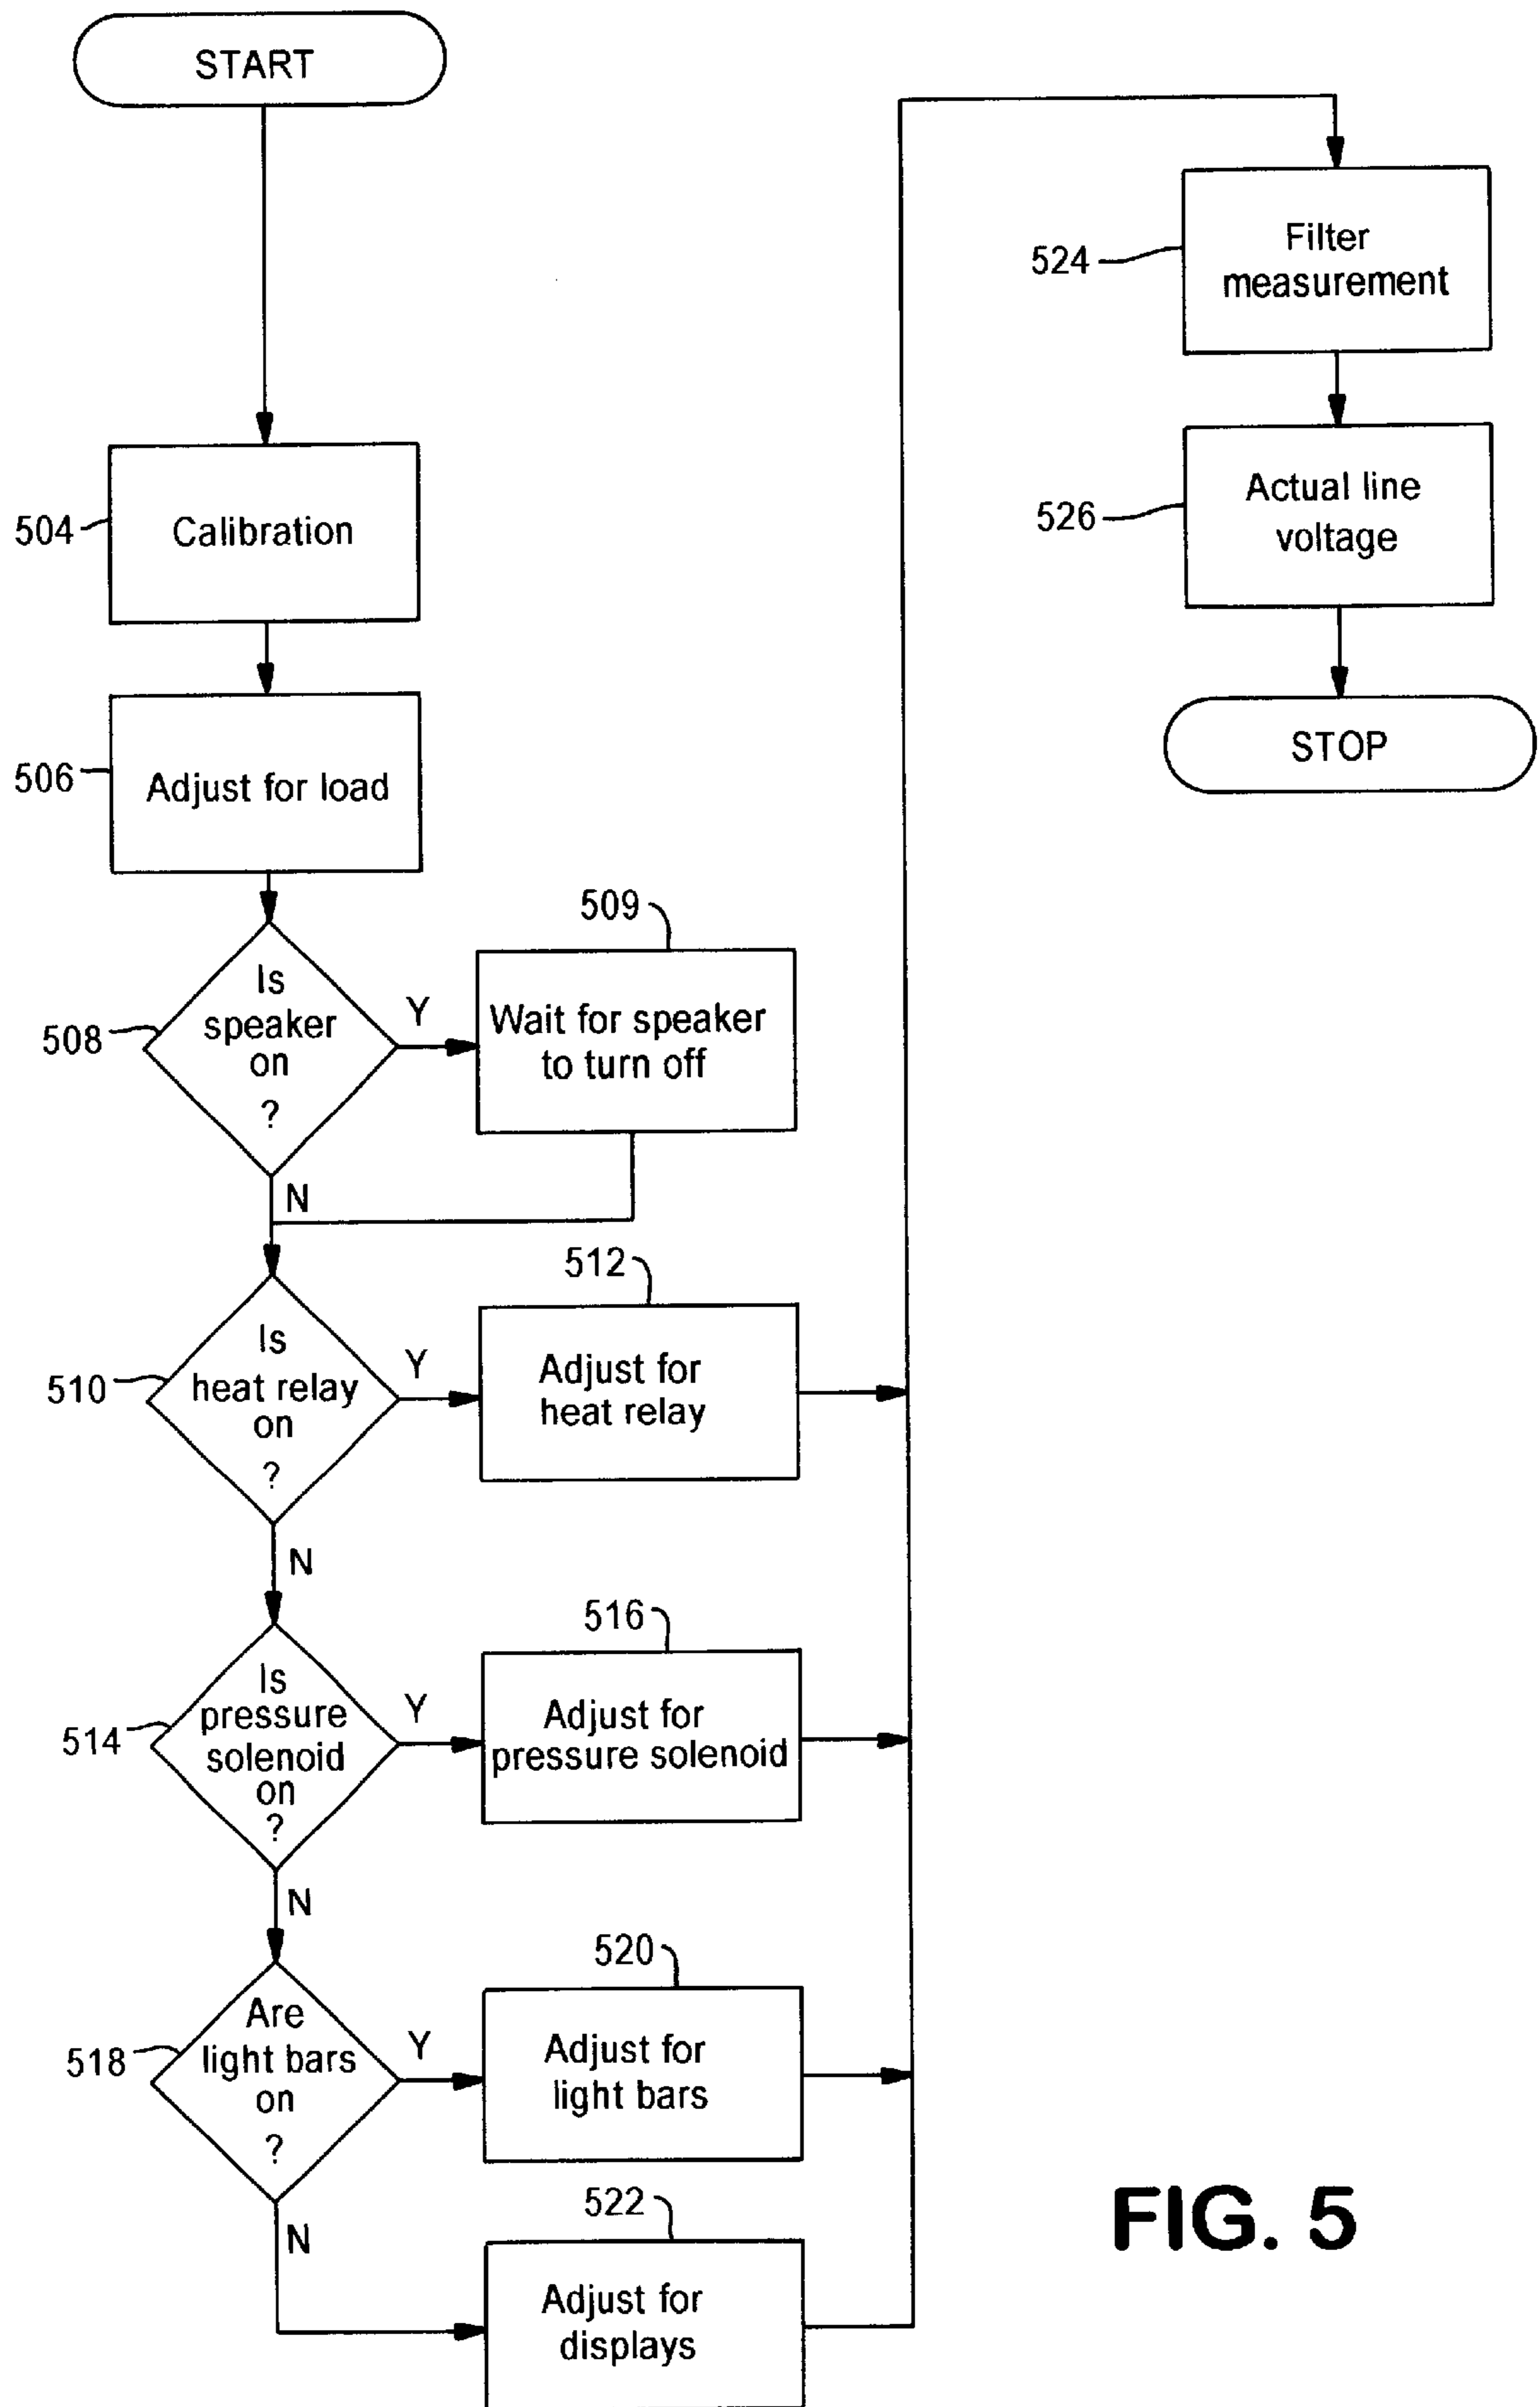 START
504
Calibration
506
Adjust for load
508
Is
speaker
on
?
Y
N
509
Wait for speaker
to turn off
510
Is
heat relay
on
?
Y
N
512
Adjust for
heat relay
514
Is
pressure
solenoid
on
?
Y
N
516
Adjust for
pressure solenoid
518
Are
light bars
on
?
Y
N
520
Adjust for
light bars
522
Adjust for
displays
524
Filter
measurement
526
Actual line
voltage
STOP
FIG. 5